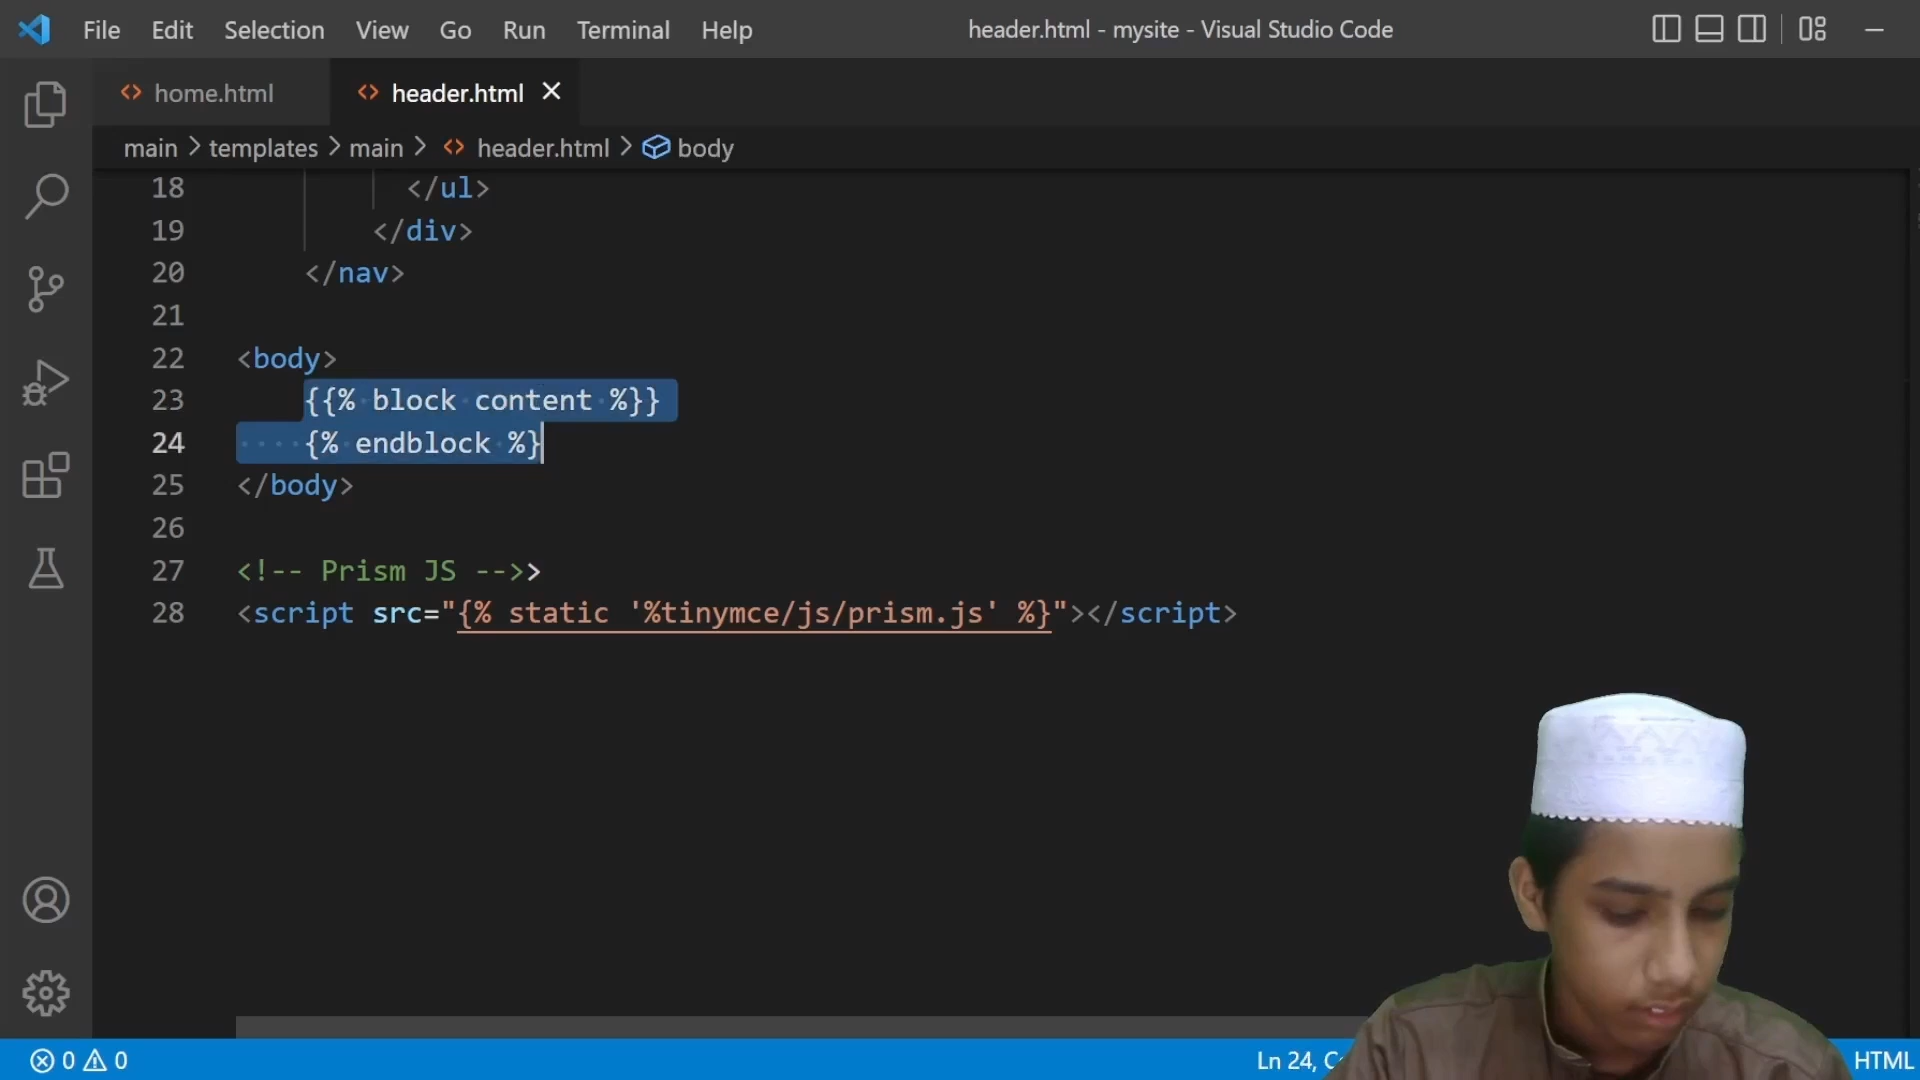 File Edit Selection View Go Run Terminal Help header.html - mysite - Visual Studio Code
home.html header.html
main > templates > main > header.html > body
18 </ul>
19 </div>
20 </nav>
21
22 <body>
23 {{% block content %}}
24 {% endblock %}
25 </body>
26
27 <!-- Prism JS -->>
28 <script src="{% static '%tinymce/js/prism.js' %}"></script>
0 0 Ln 24, HTML